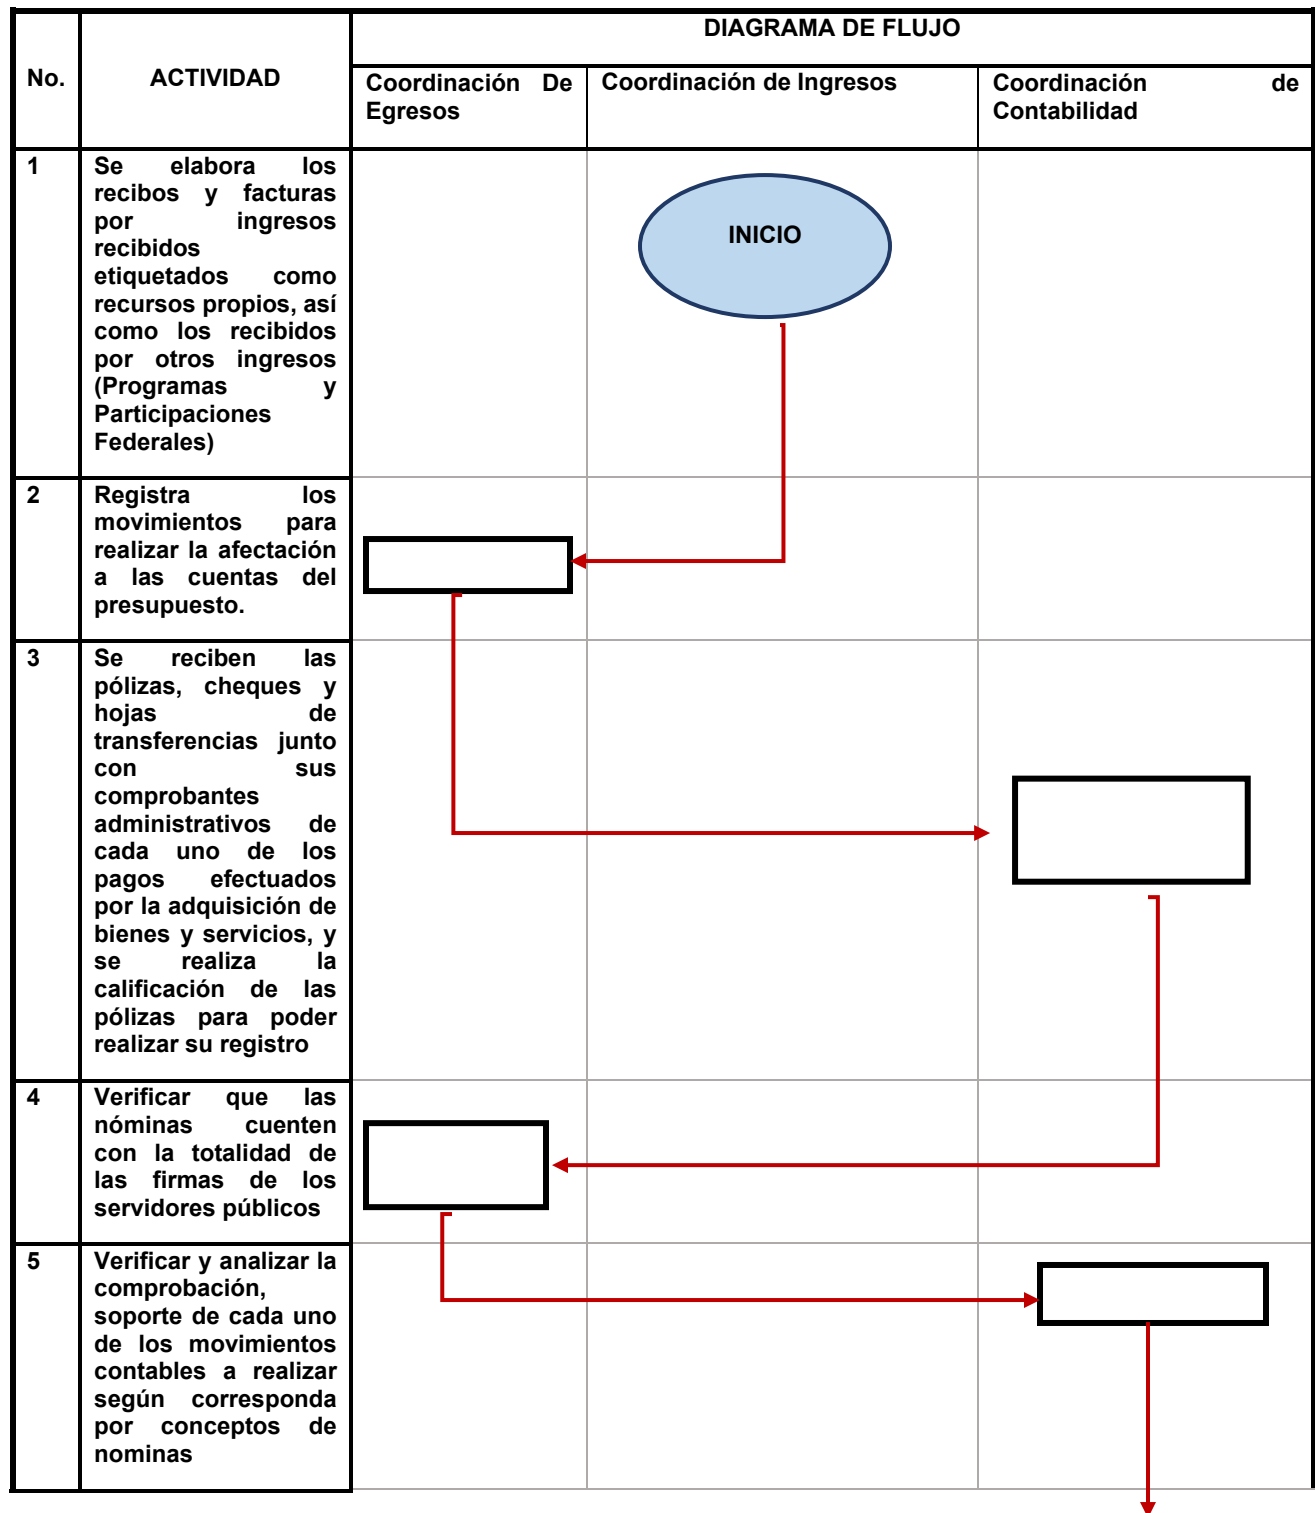 DIAGRAMA DE FLUJO
No.
ACTIVIDAD
Coordinación De
Egresos
Coordinación de Ingresos
Coordinación de
Contabilidad
1
Se elabora los
recibos y facturas
por ingresos
recibidos
etiquetados como
recursos propios, así
como los recibidos
por otros ingresos
(Programas y
Participaciones
Federales)
INICIO
2
Registra los
movimientos para
realizar la afectación
a las cuentas del
presupuesto.
3
Se reciben las
pólizas, cheques y
hojas de
transferencias junto
con sus
comprobantes
administrativos de
cada uno de los
pagos efectuados
por la adquisición de
bienes y servicios, y
se realiza la
calificación de las
pólizas para poder
realizar su registro
4
Verificar que las
nóminas cuenten
con la totalidad de
las firmas de los
servidores públicos
5
Verificar y analizar la
comprobación,
soporte de cada uno
de los movimientos
contables a realizar
según corresponda
por conceptos de
nominas